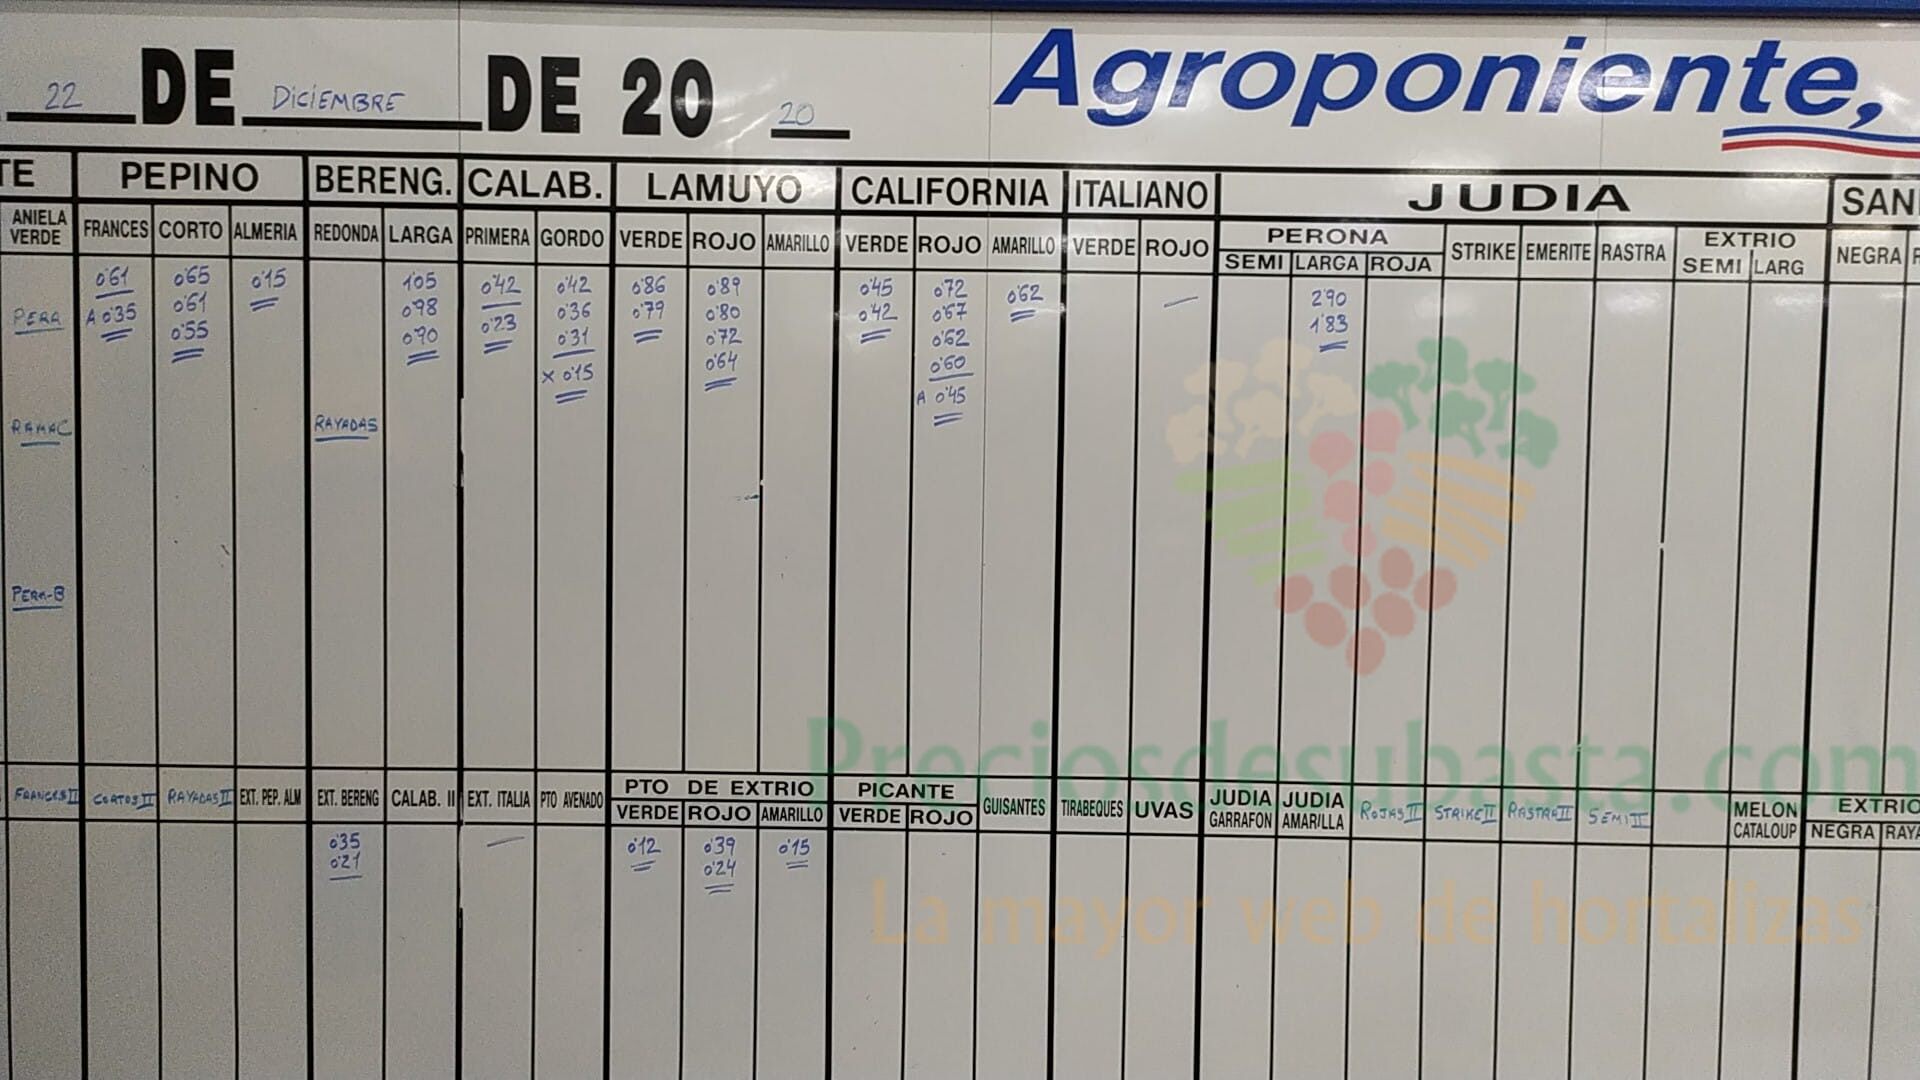 22 DE DICIEMBRE DE 20 20
Agroponiente,
TE PEPINO BERENG. CALAB. LAMUYO CALIFORNIA ITALIANO JUDIA SAN
ANIELA VERDE FRANCES CORTO ALMERIA REDONDA LARGA PRIMERA GORDO VERDE ROJO AMARILLO VERDE ROJO AMARILLO VERDE ROJO PERONA STRIKE EMERITE RASTRA EXTRIO NEGRA
SEMI LARGA ROJA SEMI LARG
0'61 0'65 0'15 1'05 0'42 0'42 0'86 0'89 0'45 0'72 0'62 2'90
PERA A 0'35 0'61 0'98 0'23 0'36 0'79 0'80 0'42 0'67 1'83
0'55 0'90 0'31 0'72 0'62
x 0'15 0'64 0'60
A 0'45
RAMAC RAYADAS
PERA-B
Preciosdesubasta.com
FRANCES II CORTOS II RAYADAS II EXT. PEP. ALM EXT. BERENG CALAB. II EXT. ITALIA PTO AVENADO PTO DE EXTRIO PICANTE GUISANTES TIRABEQUES UVAS JUDIA GARRAFON JUDIA AMARILLA ROJAS II STRIKE II RASTRA II SEMI II MELON CATALOUP EXTRIO
VERDE ROJO AMARILLO VERDE ROJO NEGRA RAYA
0'35 0'12 0'39 0'15
0'21 0'24
La mayor web de hortalizas